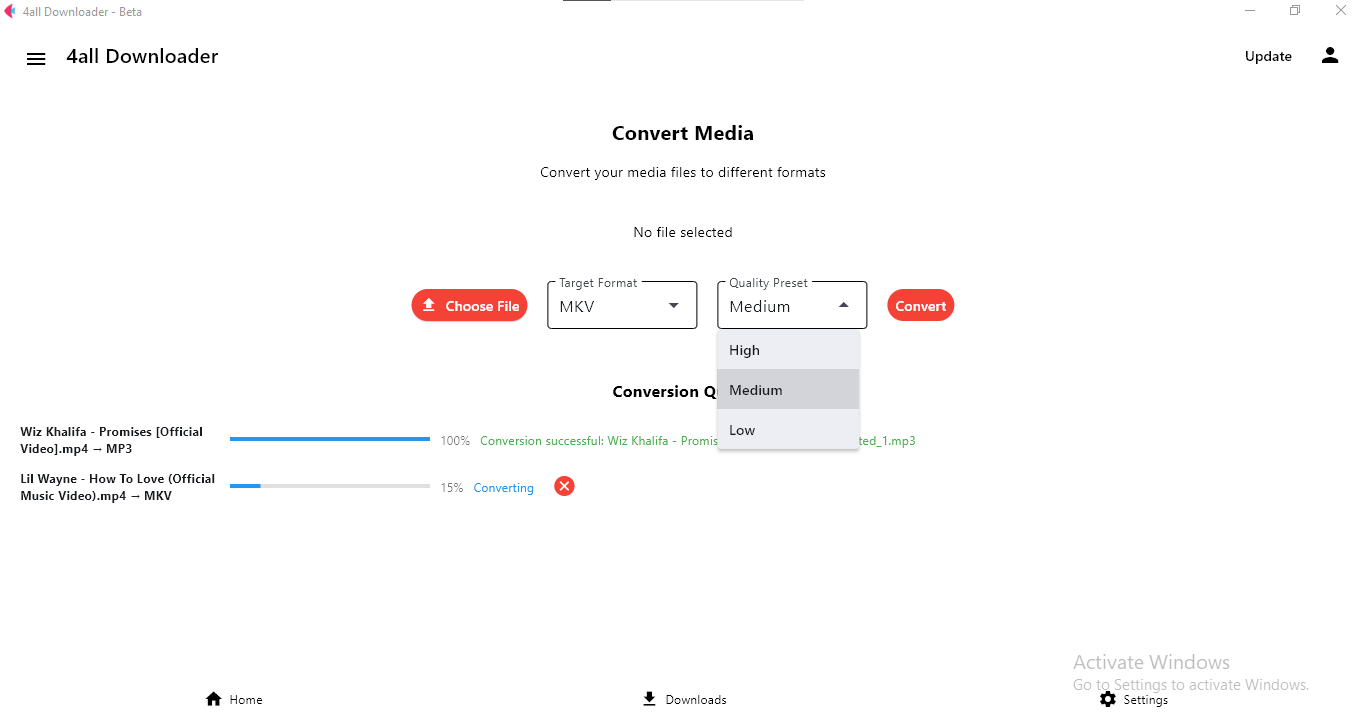 4all Downloader - Beta
4all Downloader
Update
Convert Media
Convert your media files to different formats
No file selected
Choose File
Target Format
MKV
Quality Preset
Medium
Convert
High
Medium
Low
Conversion
Wiz Khalifa - Promises [Official
Video].mp4 → MP3
100%
Conversion successful: Wiz Khalifa - ted_1.mp3
Lil Wayne - How To Love (Official
Music Video).mp4 → MKV
15%
Converting
Activate Windows
Go to Settings to activate Windows.
Home
Downloads
Settings